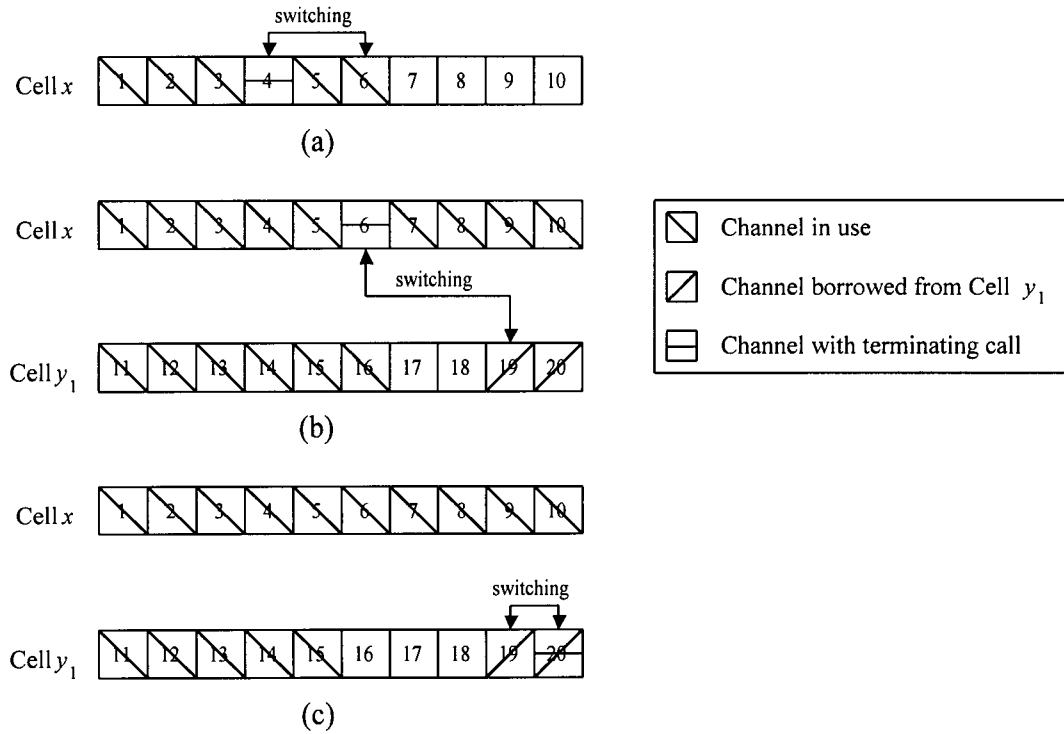 switching
Cell x 1 2 3 4 5 6 7 8 9 10
(a)
Cell x 1 2 3 4 5 6 7 8 9 10
switching
Cell y1 11 12 13 14 15 16 17 18 19 20
(b)
Channel in use
Channel borrowed from Cell y1
Channel with terminating call
Cell x 1 2 3 4 5 6 7 8 9 10
switching
Cell y1 11 12 13 14 15 16 17 18 19 20
(c)